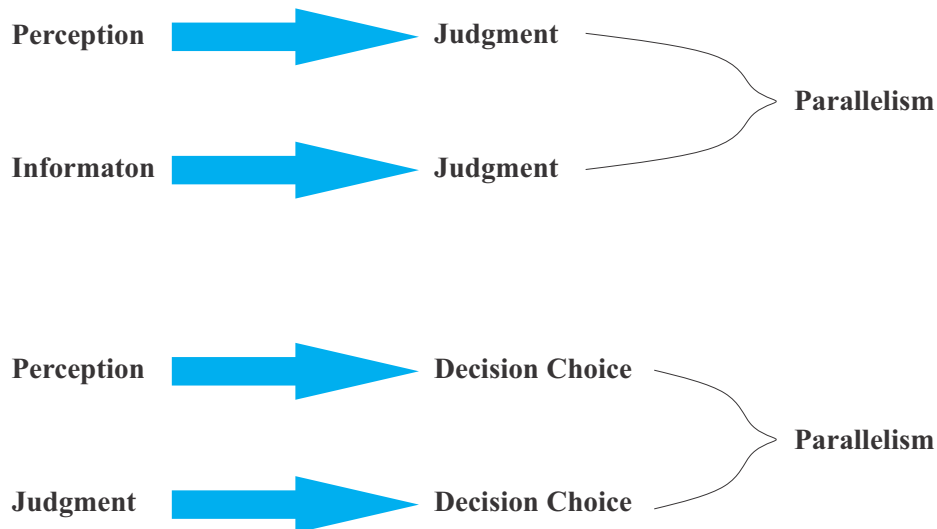 Perception Judgment
Parallelism
Informaton Judgment
Perception Decision Choice
Parallelism
Judgment Decision Choice